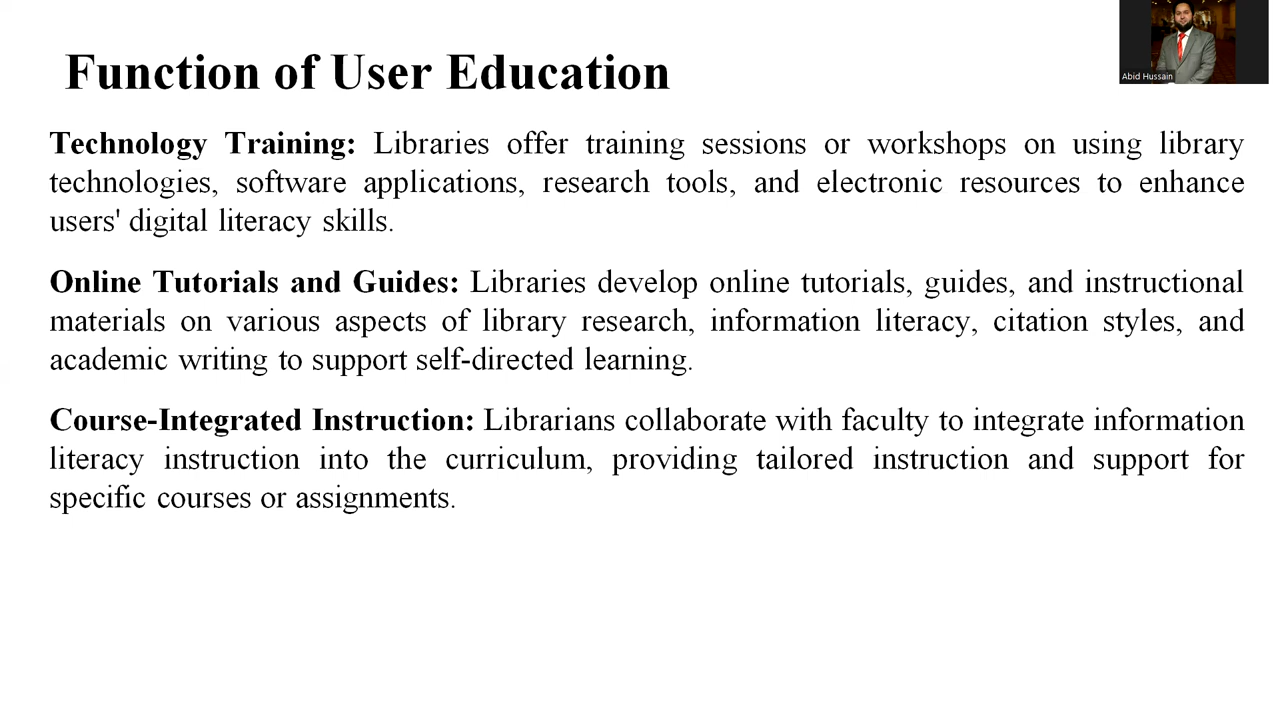 Function of User Education
Abid Hussain
Technology Training: Libraries offer training sessions or workshops on using library
technologies, software applications, research tools, and electronic resources to enhance
users' digital literacy skills.
Online Tutorials and Guides: Libraries develop online tutorials, guides, and instructional
materials on various aspects of library research, information literacy, citation styles, and
academic writing to support self-directed learning.
Course-Integrated Instruction: Librarians collaborate with faculty to integrate information
literacy instruction into the curriculum, providing tailored instruction and support for
specific courses or assignments.